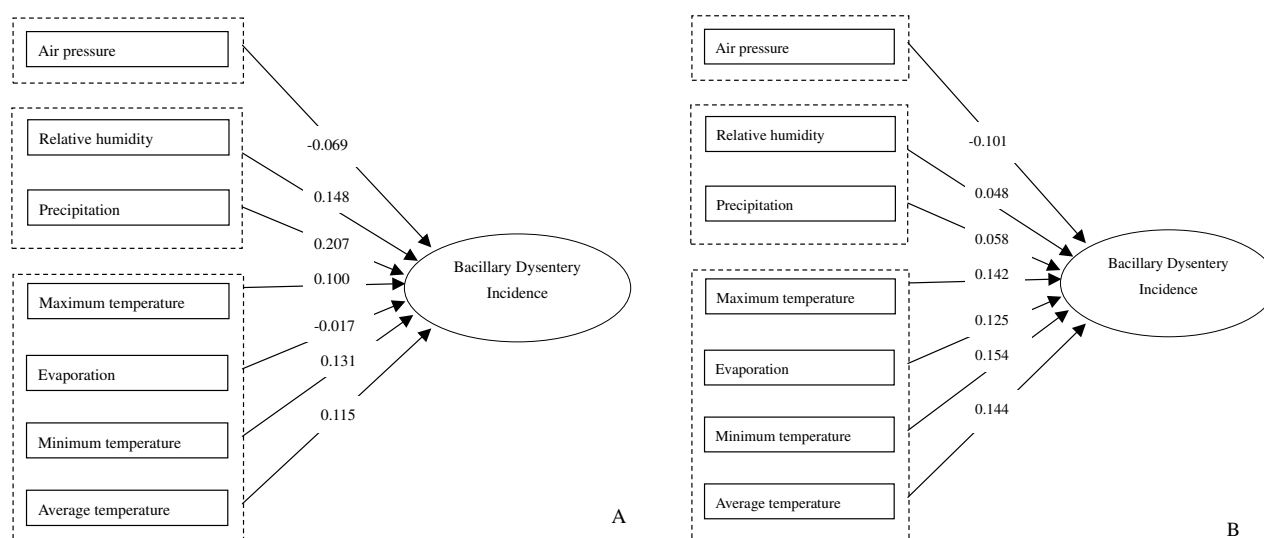 Air pressure
Relative humidity
Precipitation
Maximum temperature
Evaporation
Minimum temperature
Average temperature
-0.069
0.148
0.207
0.100
-0.017
0.131
0.115
Bacillary Dysentery
Incidence
A
Air pressure
Relative humidity
Precipitation
Maximum temperature
Evaporation
Minimum temperature
Average temperature
-0.101
0.048
0.058
0.142
0.125
0.154
0.144
Bacillary Dysentery
Incidence
B